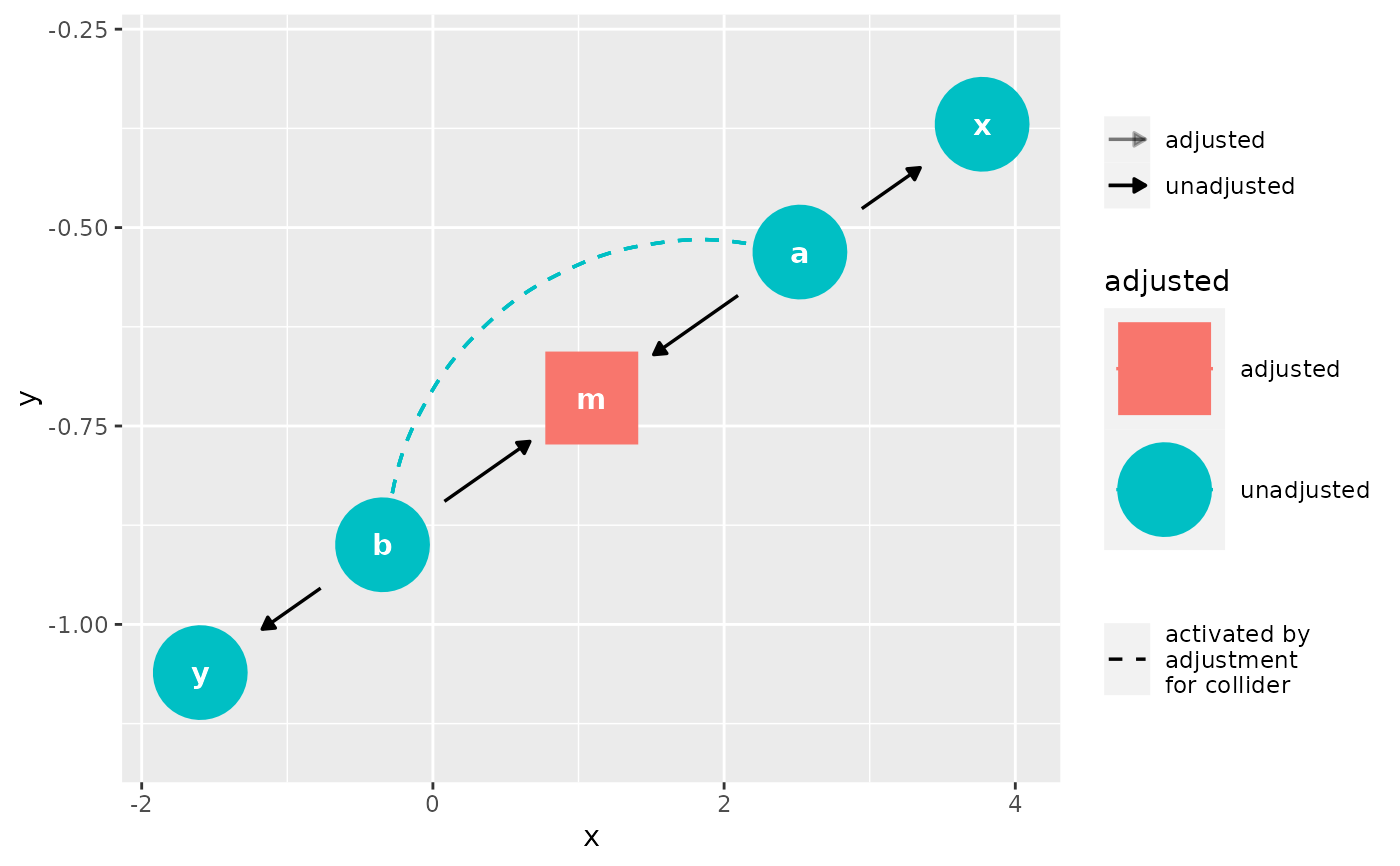 -0.25
-0.50
-0.75
-1.00
y
x
a
m
b
y
-2
0
2
4
x
adjusted
unadjusted
adjusted
adjusted
unadjusted
activated by
adjustment
for collider